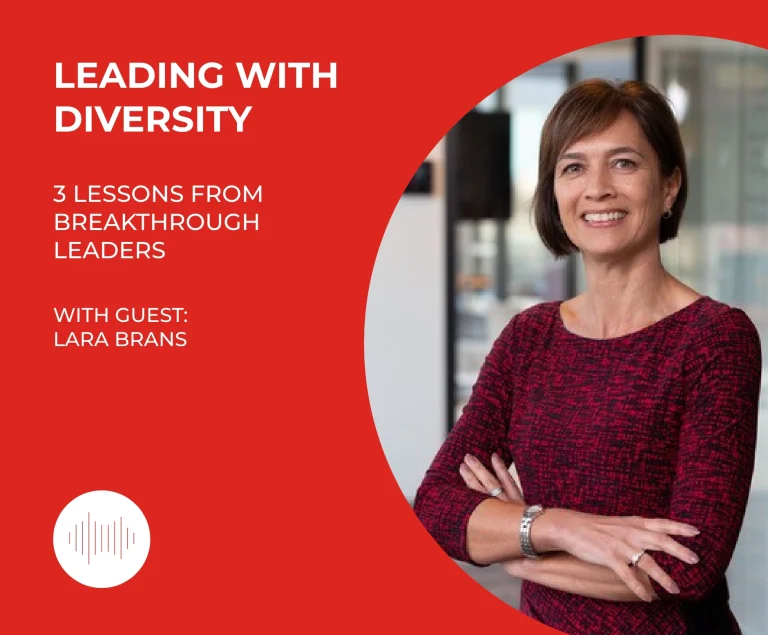 LEADING WITH
DIVERSITY
3 LESSONS FROM
BREAKTHROUGH
LEADERS
WITH GUEST:
LARA BRANS